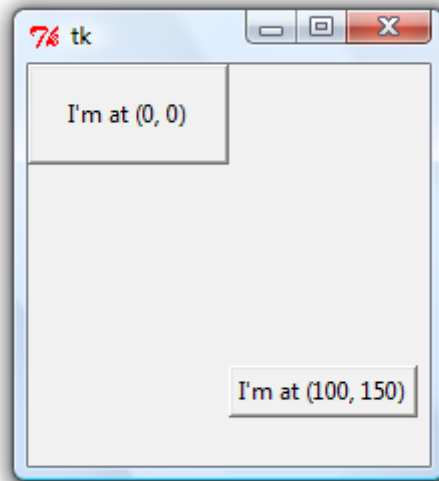 tk
I'm at (0, 0)
I'm at (100, 150)